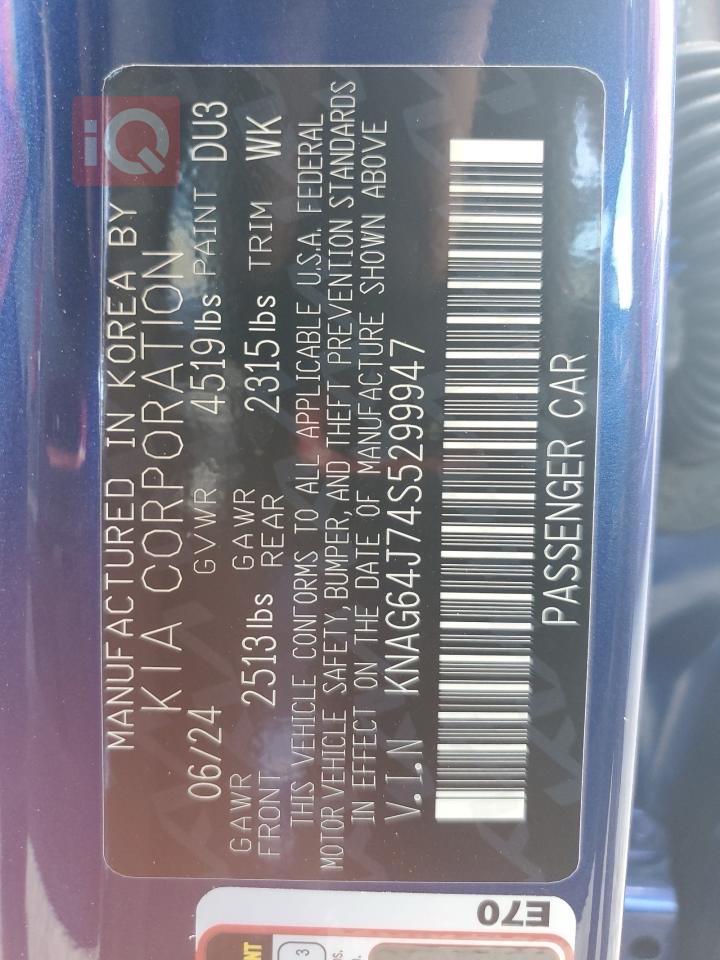 MANUFACTURED IN KOREA BY
KIA CORPORATION
06/24 GVWR 4519lbs PAINT DU3
GAWR FRONT 2513lbs GAWR REAR 2315lbs TRIM WK
THIS VEHICLE CONFORMS TO ALL APPLICABLE U.S.A. FEDERAL
MOTOR VEHICLE SAFETY, BUMPER, AND THEFT PREVENTION STANDARDS
IN EFFECT ON THE DATE OF MANUFACTURE SHOWN ABOVE
V.I.N KNAG64J74S5299947
PASSENGER CAR
E70
iQ
3